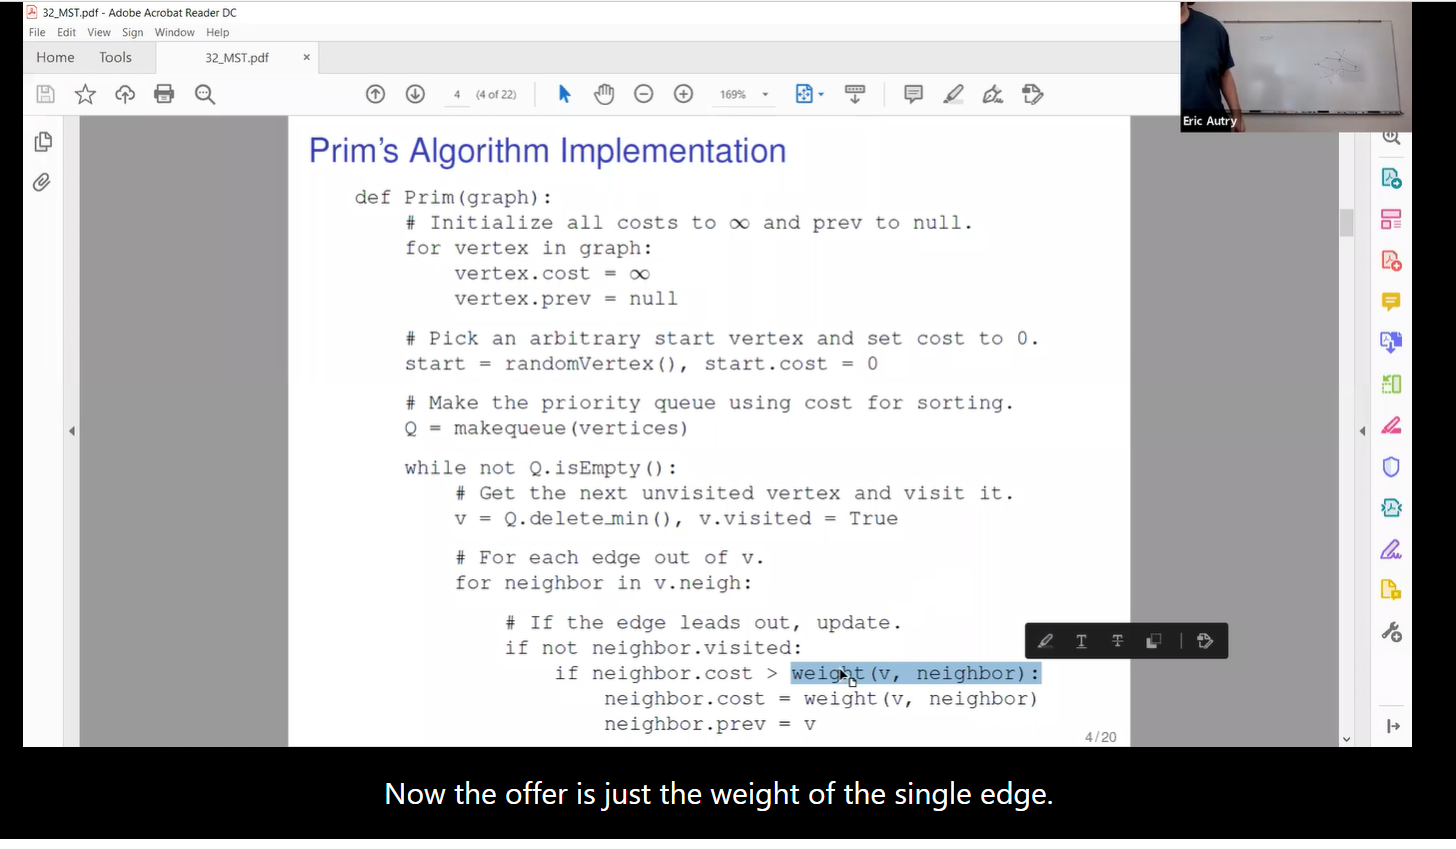 32_MST.pdf - Adobe Acrobat Reader DC
File Edit View Sign Window Help
Home Tools 32_MST.pdf ×
4 (4 of 22) 169%
Eric Autry
Prim's Algorithm Implementation
def Prim(graph):
# Initialize all costs to ∞ and prev to null.
for vertex in graph:
vertex.cost = ∞
vertex.prev = null
# Pick an arbitrary start vertex and set cost to 0.
start = randomVertex(), start.cost = 0
# Make the priority queue using cost for sorting.
Q = makequeue(vertices)
while not Q.isEmpty():
# Get the next unvisited vertex and visit it.
v = Q.delete_min(), v.visited = True
# For each edge out of v.
for neighbor in v.neigh:
# If the edge leads out, update.
if not neighbor.visited:
if neighbor.cost > weight(v, neighbor):
neighbor.cost = weight(v, neighbor)
neighbor.prev = v
4/20
Now the offer is just the weight of the single edge.